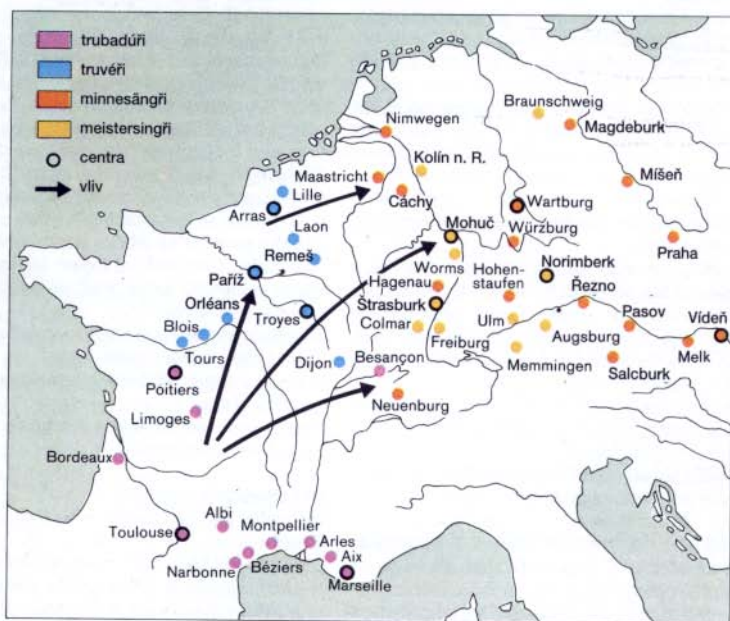 trubadúři
truvéři
minnesängři
meistersingři
centra
vliv
Braunschweig
Nimwegen
Magdeburk
Kolín n. R.
Maastricht
Míšeň
Lille
Cáchy
Wartburg
Arras
Laon
Mohuč
Würzburg
Remeš
Praha
Paříž
Worms
Hohen-
staufen
Norimberk
Hagenau
Orléans
Štrasburk
Řezno
Troyes
Pasov
Vídeň
Blois
Colmar
Ulm
Tours
Freiburg
Augsburg
Dijon
Besançon
Melk
Poitiers
Memmingen
Salcburk
Limoges
Neuenburg
Bordeaux
Albi
Montpellier
Toulouse
Arles
Aix
Narbonne
Béziers
Marseille